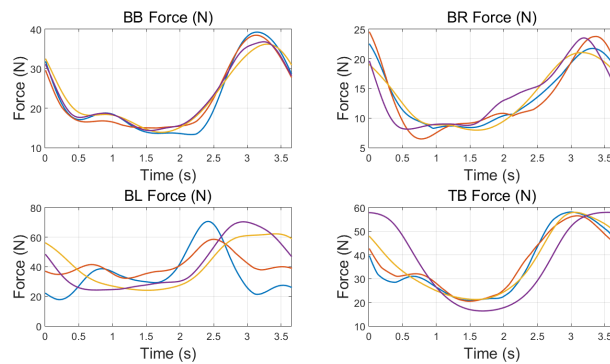 BB Force (N)
40
30
20
10
Force (N)
0 0.5 1 1.5 2 2.5 3 3.5
Time (s)
BR Force (N)
25
20
15
10
5
Force (N)
0 0.5 1 1.5 2 2.5 3 3.5
Time (s)
BL Force (N)
80
60
40
20
0
Force (N)
0 0.5 1 1.5 2 2.5 3 3.5
Time (s)
TB Force (N)
60
50
40
30
20
10
Force (N)
0 0.5 1 1.5 2 2.5 3 3.5
Time (s)